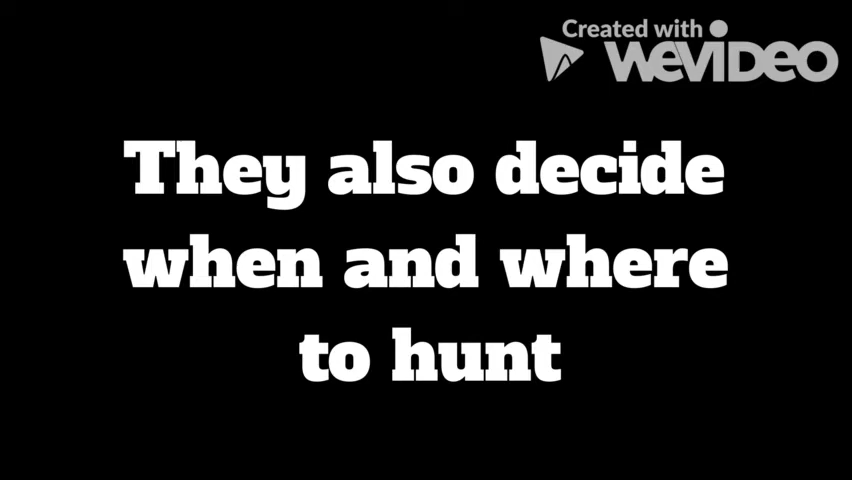 Created with
WEVIDEO
They also decide
when and where
to hunt